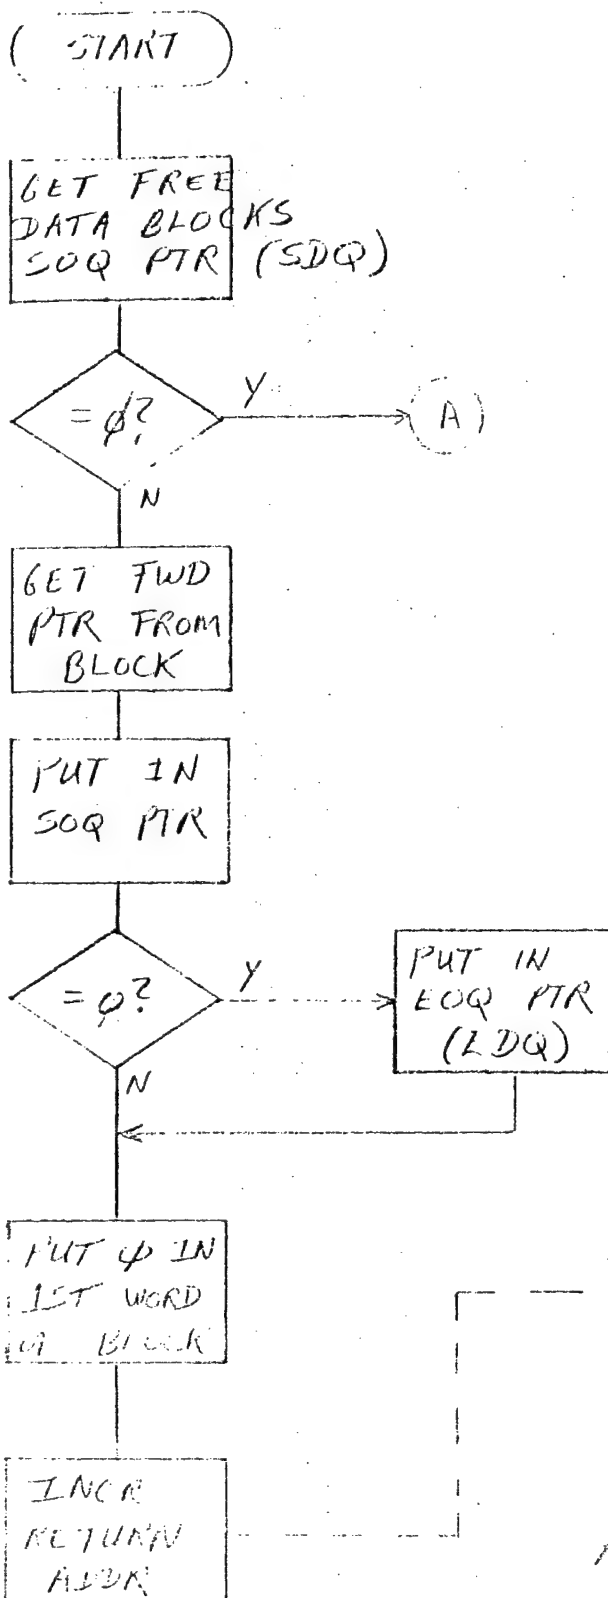 START
GET FREE
DATA BLOCKS
SOQ PTR (SDQ)
= φ?
Y
A
N
GET FWD
PTR FROM
BLOCK
PUT IN
SOQ PTR
= φ?
Y
PUT IN
EOQ PTR
(LDQ)
N
PUT φ IN
1ST WORD
OF BLOCK
INCR
RETURN
ADDR